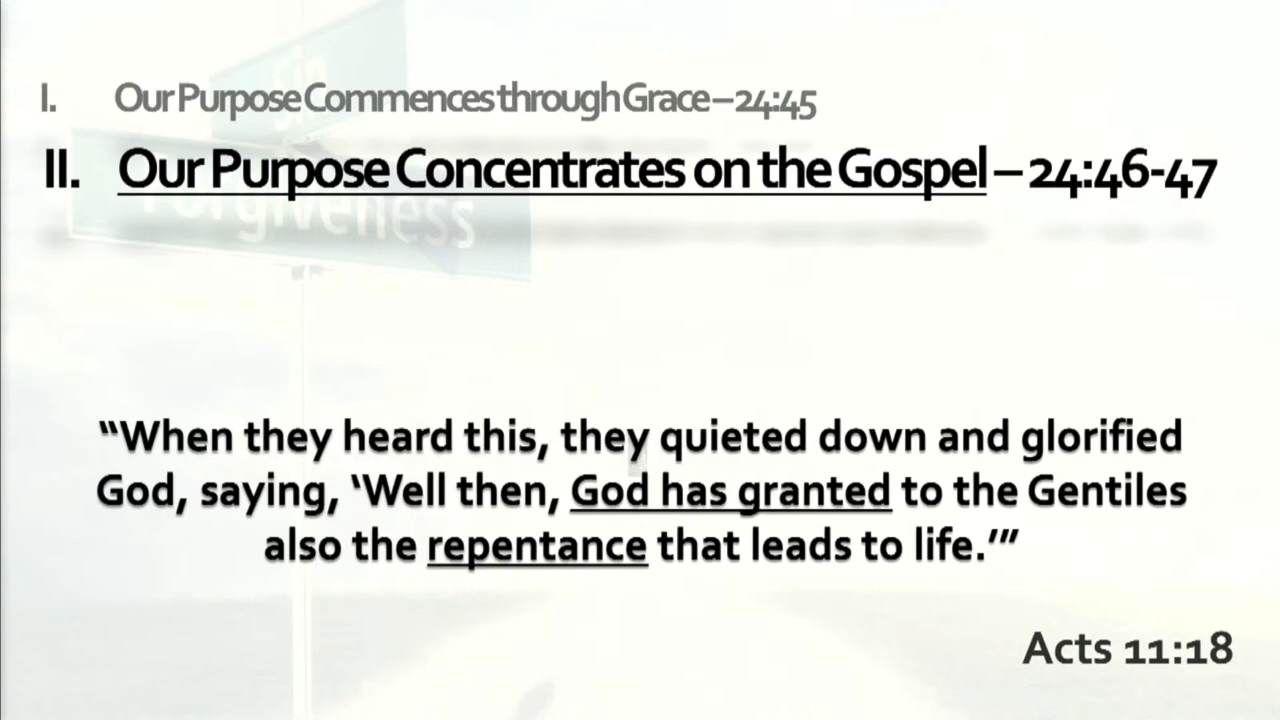 Sin
I. Our Purpose Commences through Grace – 24:45
II. Our Purpose Concentrates on the Gospel – 24:46-47
Forgiveness
“When they heard this, they quieted down and glorified
God, saying, ‘Well then, God has granted to the Gentiles
also the repentance that leads to life.’”
Acts 11:18